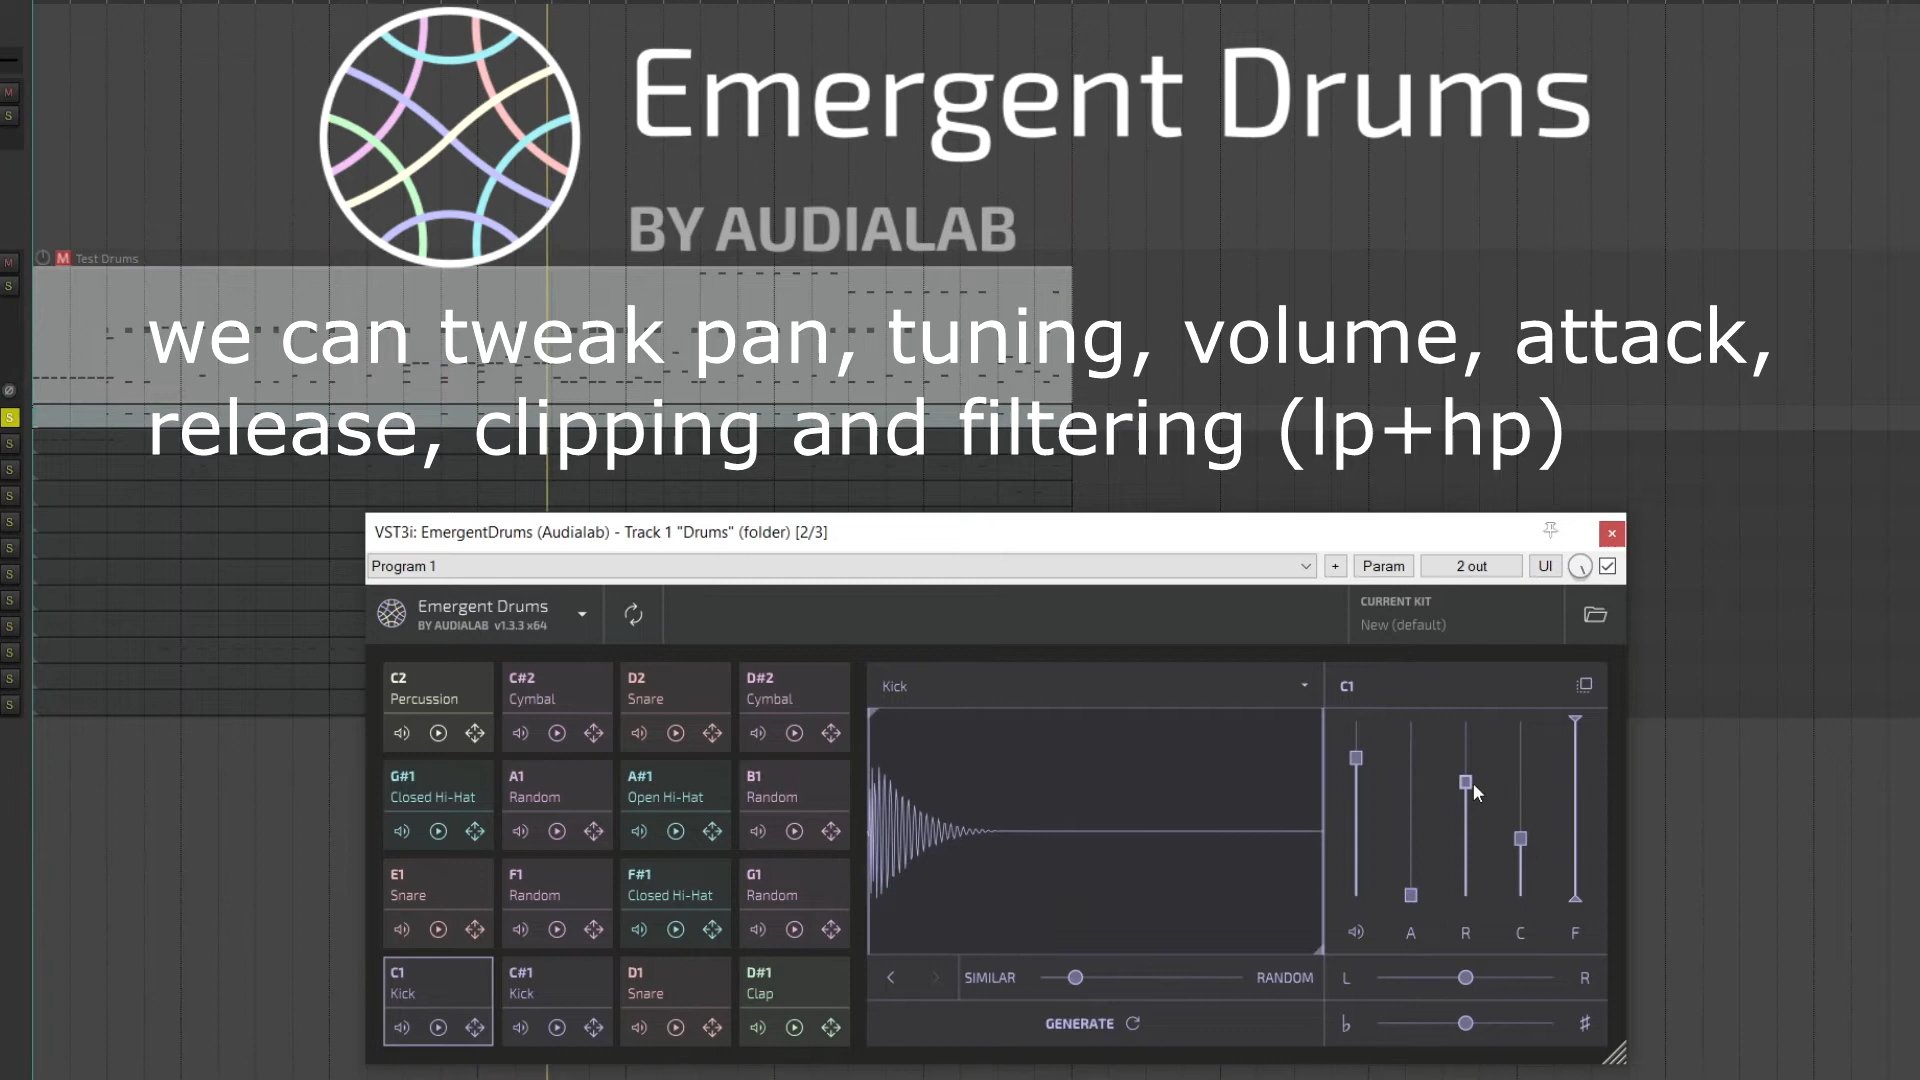 Emergent Drums
BY AUDIALAB
M
S
M Test Drums
M
S
we can tweak pan, tuning, volume, attack,
release, clipping and filtering (lp+hp)
S
S
S
S
S
S
S
S
S
S
S
S
VST3i: EmergentDrums (Audialab) - Track 1 "Drums" (folder) [2/3]
Program 1 + Param 2 out UI
Emergent Drums
BY AUDIALAB v1.3.3 x64
CURRENT KIT
New (default)
C2 C#2 D2 D#2
Percussion Cymbal Snare Cymbal
G#1 A1 A#1 B1
Closed Hi-Hat Random Open Hi-Hat Random
E1 F1 F#1 G1
Snare Random Closed Hi-Hat Random
C1 C#1 D1 D#1
Kick Kick Snare Clap
Kick C1
A R C F
SIMILAR RANDOM L R
GENERATE ♭ ♯